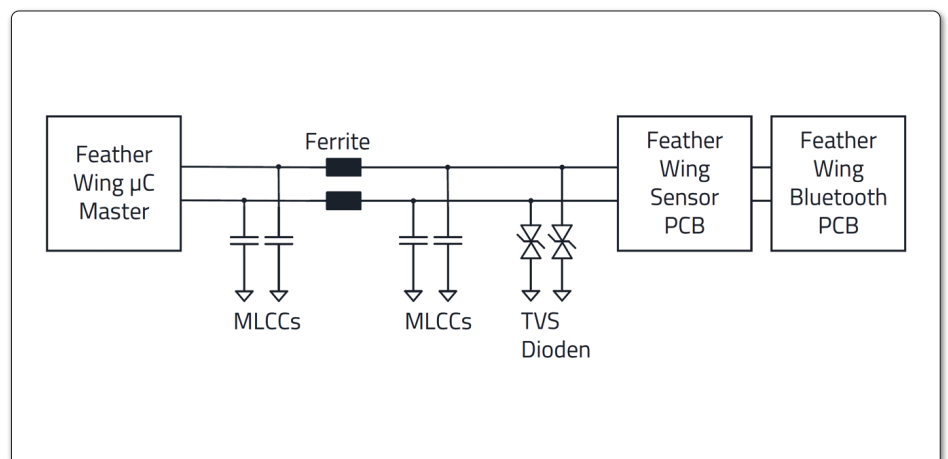 Feather
Wing µC
Master
Ferrite
MLCCs
MLCCs
TVS
Dioden
Feather
Wing
Sensor
PCB
Feather
Wing
Bluetooth
PCB